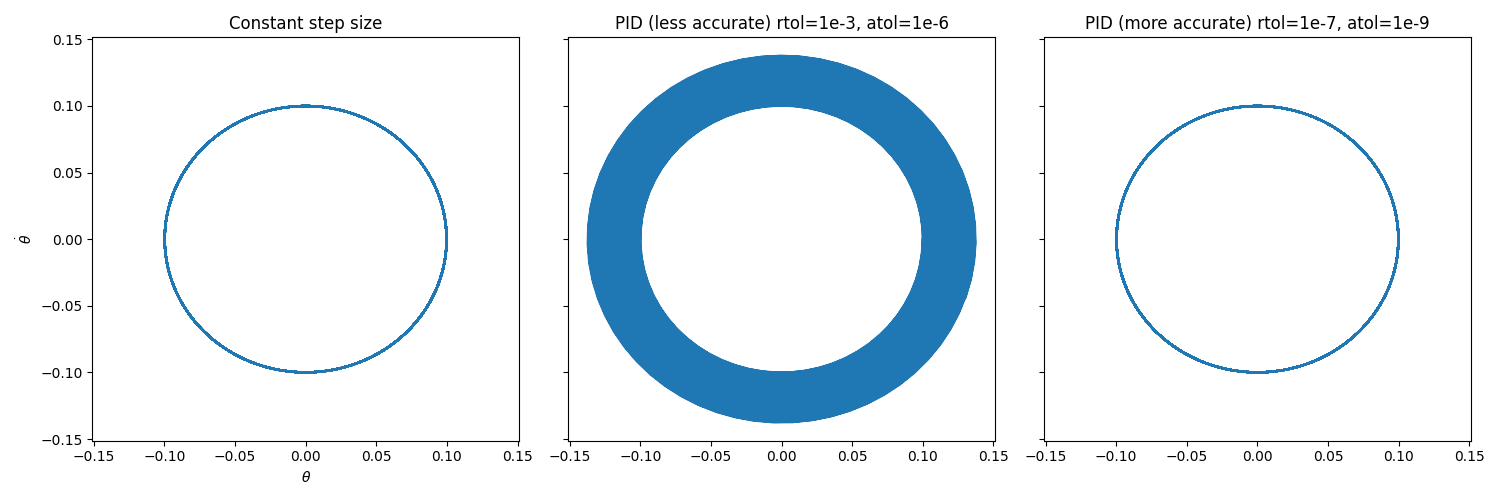 Constant step size
PID (less accurate) rtol=1e-3, atol=1e-6
PID (more accurate) rtol=1e-7, atol=1e-9
0.15
0.10
0.05
0.00
−0.05
−0.10
−0.15
θ̇
−0.15 −0.10 −0.05 0.00 0.05 0.10 0.15
−0.15 −0.10 −0.05 0.00 0.05 0.10 0.15
−0.15 −0.10 −0.05 0.00 0.05 0.10 0.15
θ